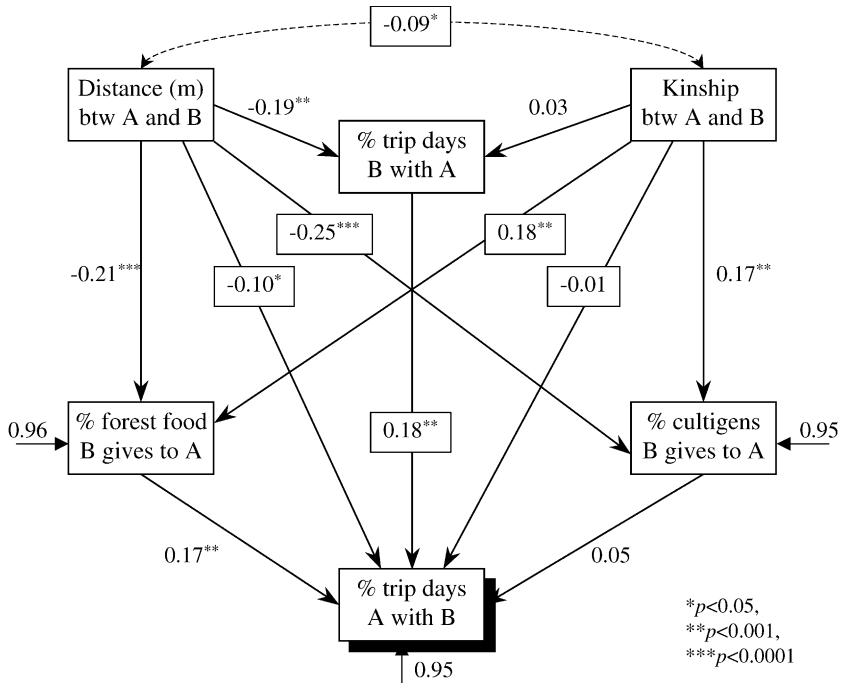 -0.09*
Distance (m)
btw A and B
Kinship
btw A and B
-0.19**
0.03
% trip days
B with A
-0.25***
0.18**
-0.21***
-0.10*
-0.01
0.17**
% forest food
B gives to A
% cultigens
B gives to A
0.96
0.18**
0.95
0.17**
0.05
% trip days
A with B
0.95
*p<0.05,
**p<0.001,
***p<0.0001